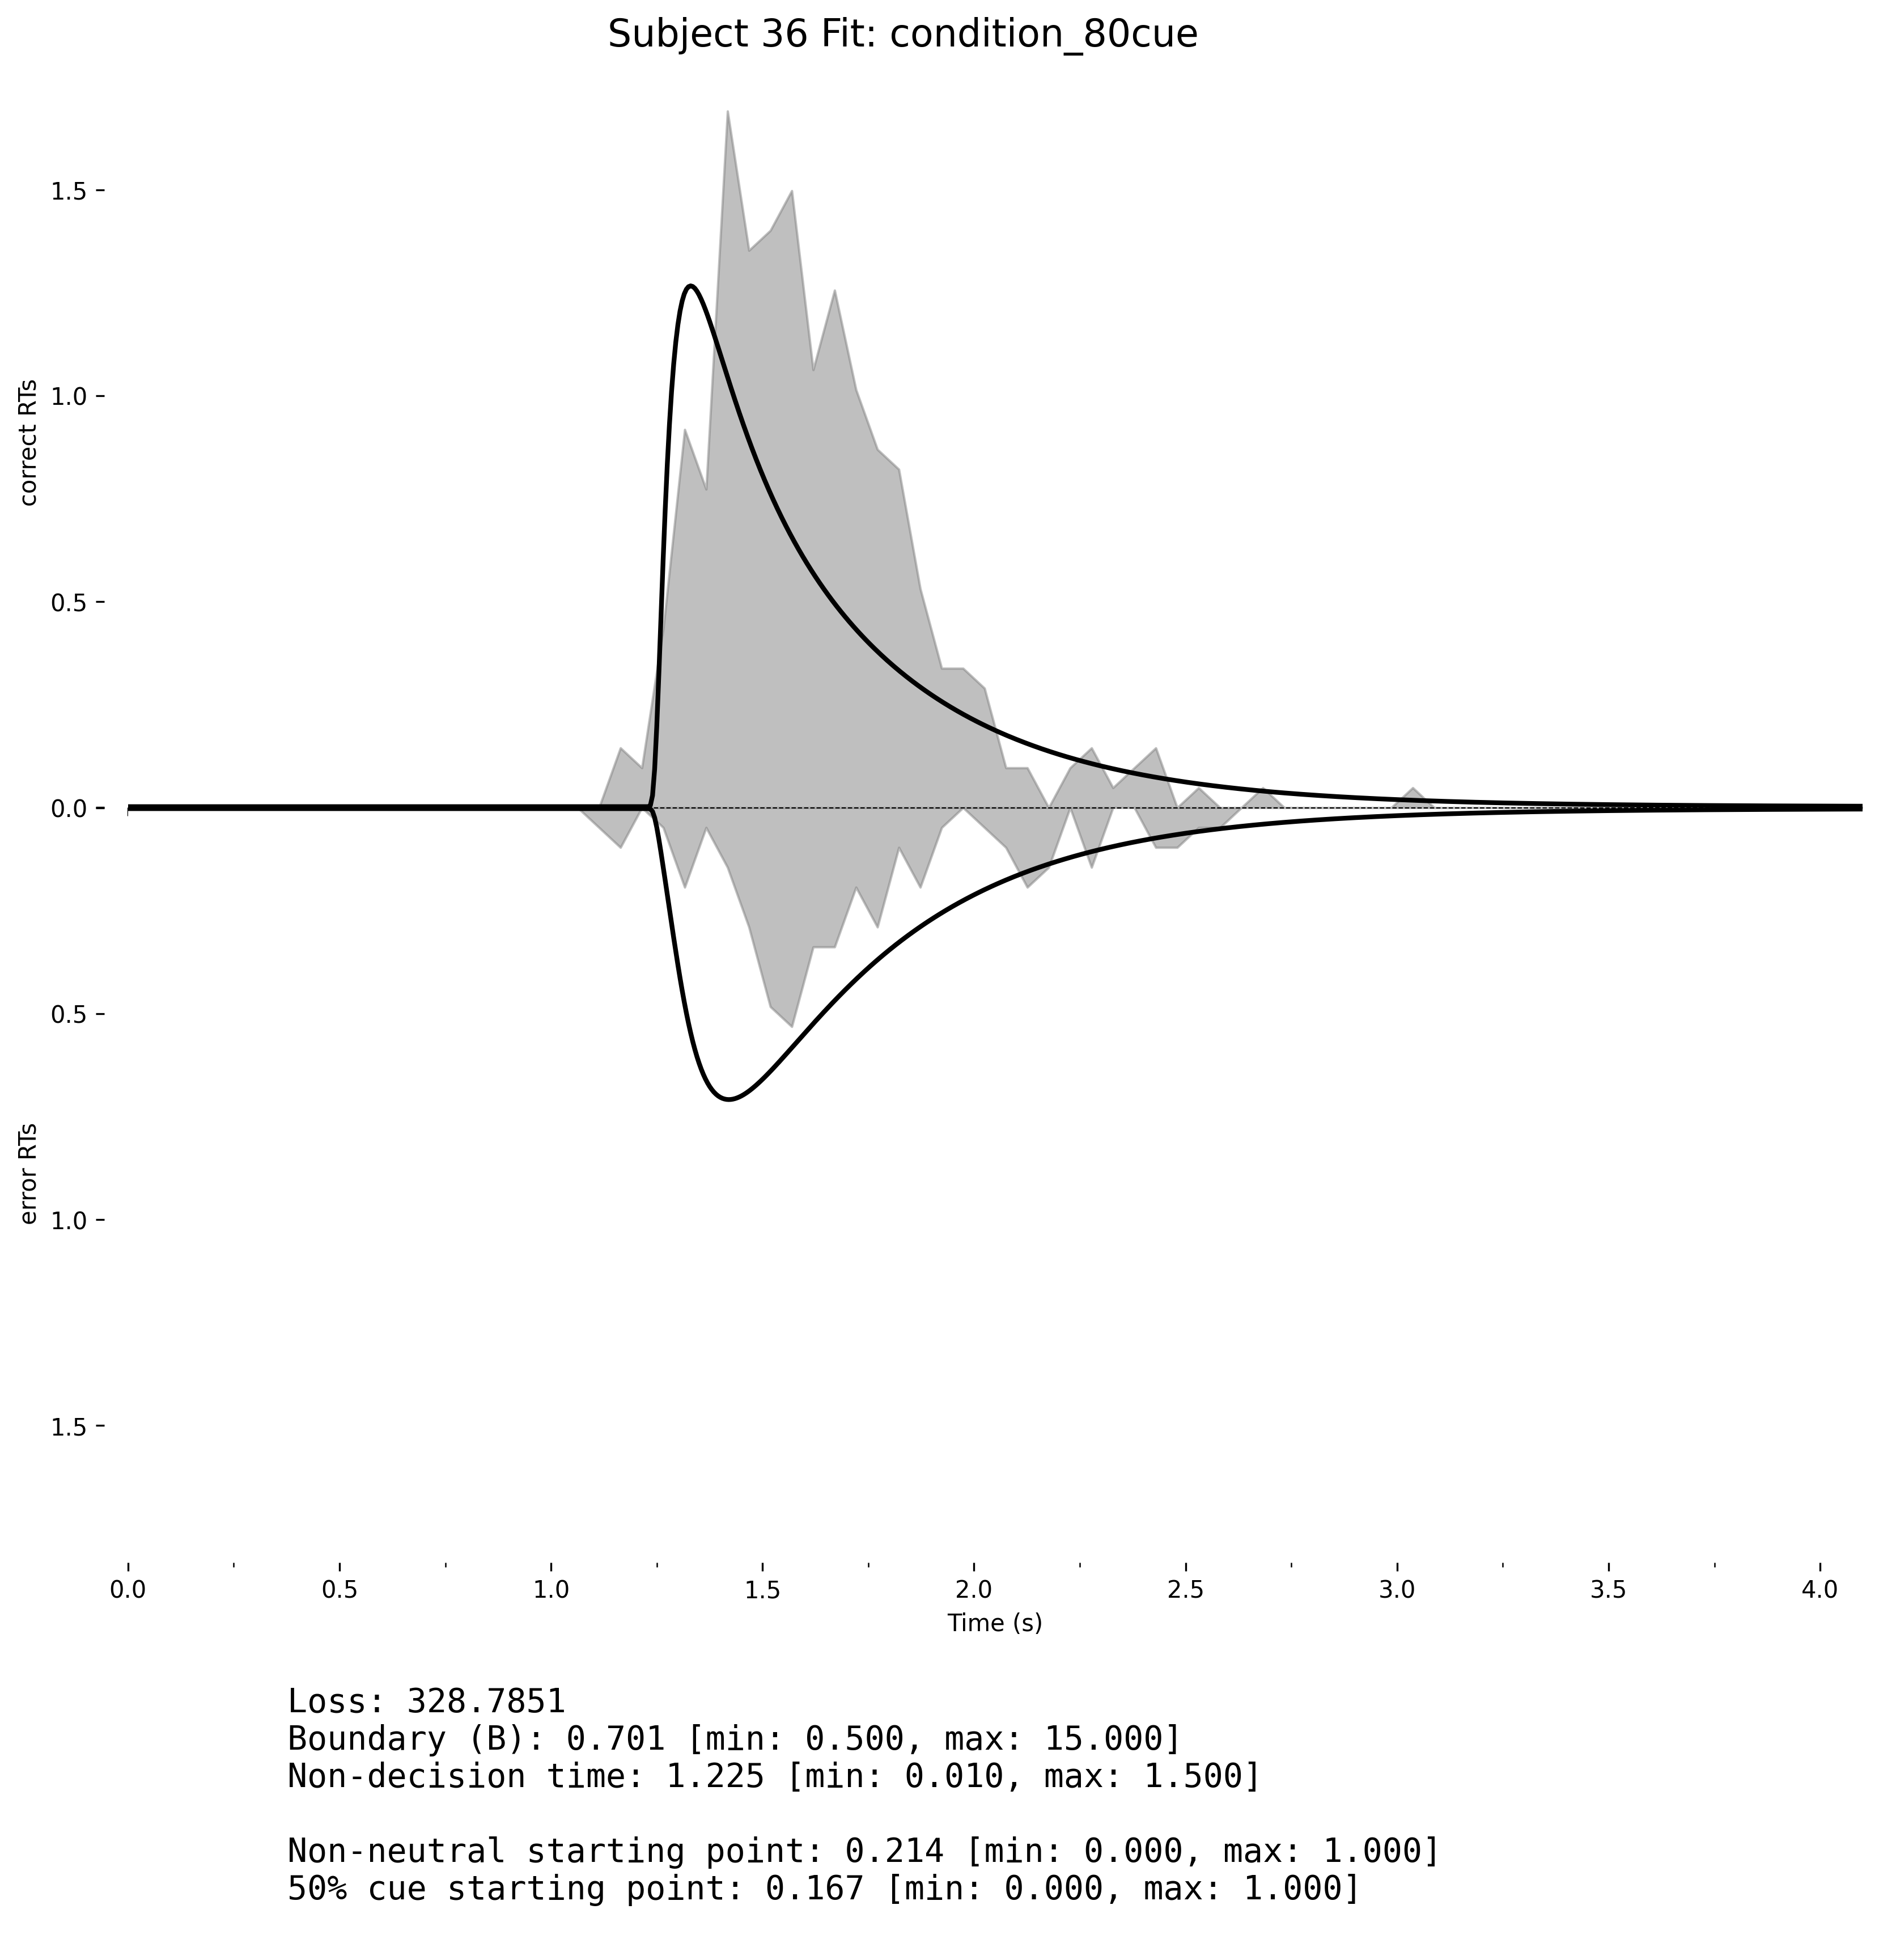 Subject 36 Fit: condition_80cue
correct RTs
error RTs
1.5
1.0
0.5
0.0
0.5
1.0
1.5
0.0 0.5 1.0 1.5 2.0 2.5 3.0 3.5 4.0
Time (s)
Loss: 328.7851
Boundary (B): 0.701 [min: 0.500, max: 15.000]
Non-decision time: 1.225 [min: 0.010, max: 1.500]
Non-neutral starting point: 0.214 [min: 0.000, max: 1.000]
50% cue starting point: 0.167 [min: 0.000, max: 1.000]